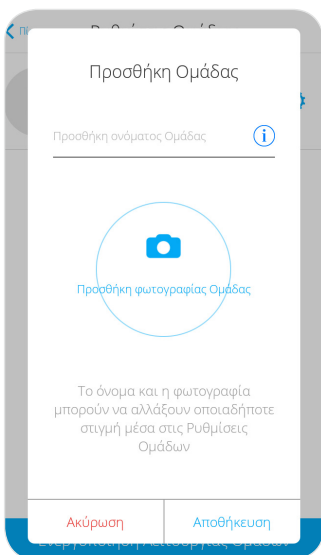 Προσθήκη Ομάδας
Προσθήκη ονόματος Ομάδας
Προσθήκη φωτογραφίας Ομάδας
Το όνομα και η φωτογραφία
μπορούν να αλλάξουν οποιαδήποτε
στιγμή μέσα στις Ρυθμίσεις
Ομάδων
Ακύρωση
Αποθήκευση